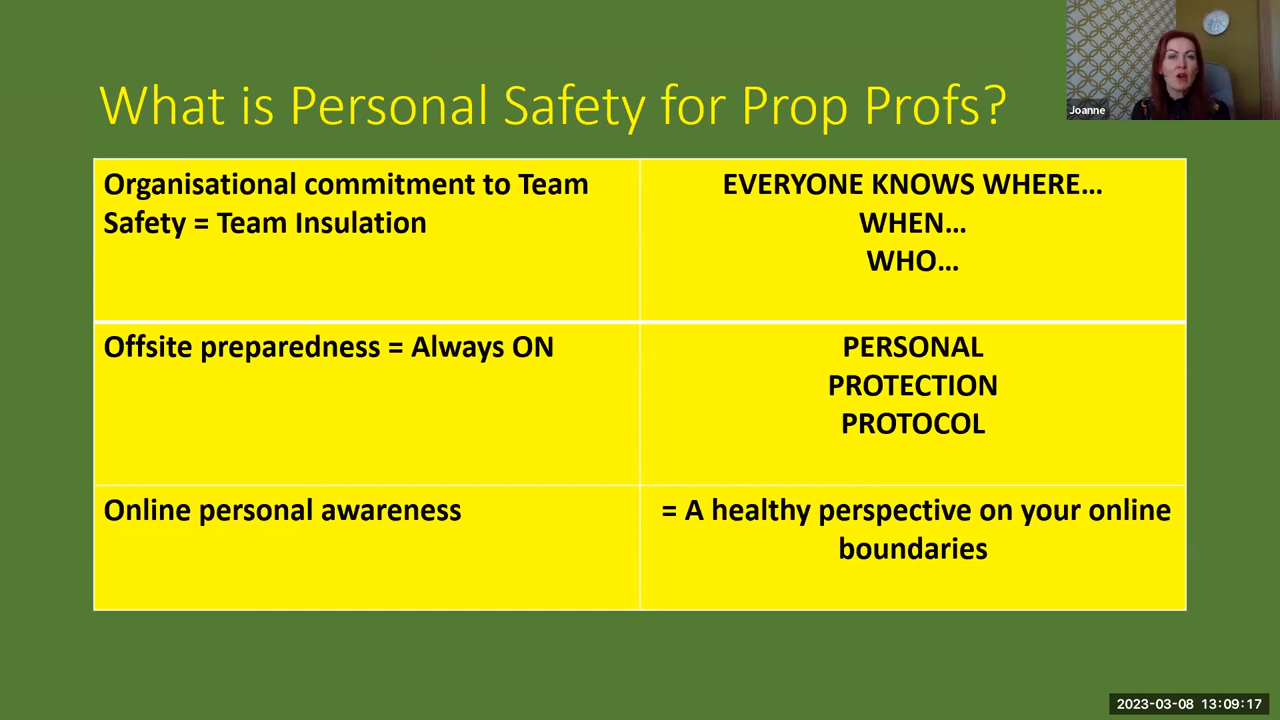 What is Personal Safety for Prop Profs?
Joanne
Organisational commitment to Team
Safety = Team Insulation
EVERYONE KNOWS WHERE...
WHEN...
WHO...
Offsite preparedness = Always ON
PERSONAL
PROTECTION
PROTOCOL
Online personal awareness
= A healthy perspective on your online
boundaries
2023-03-08 13:09:17